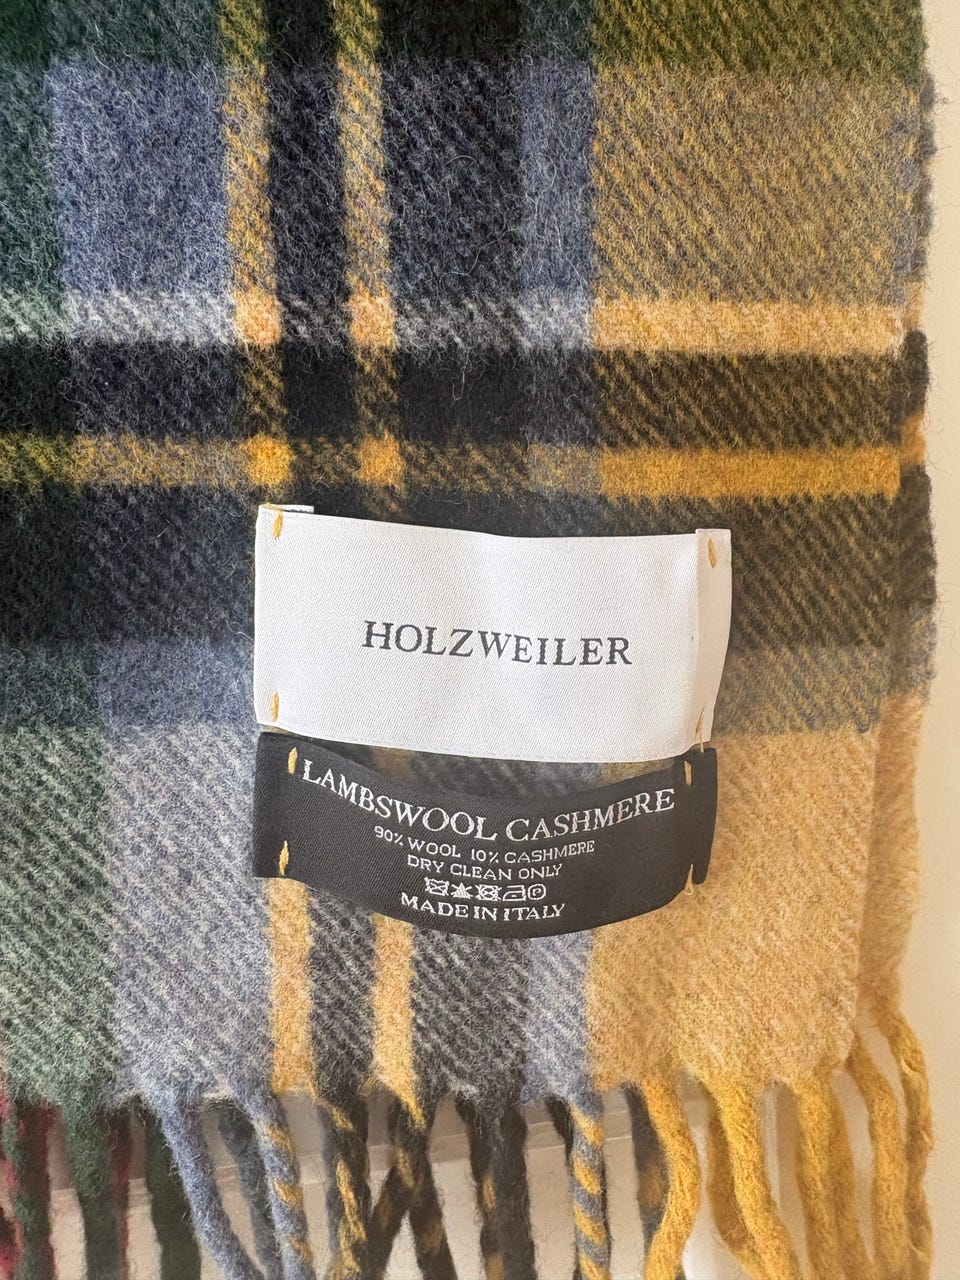 HOLZWEILER
LAMBSWOOL CASHMERE
90% WOOL 10% CASHMERE
DRY CLEAN ONLY
MADE IN ITALY